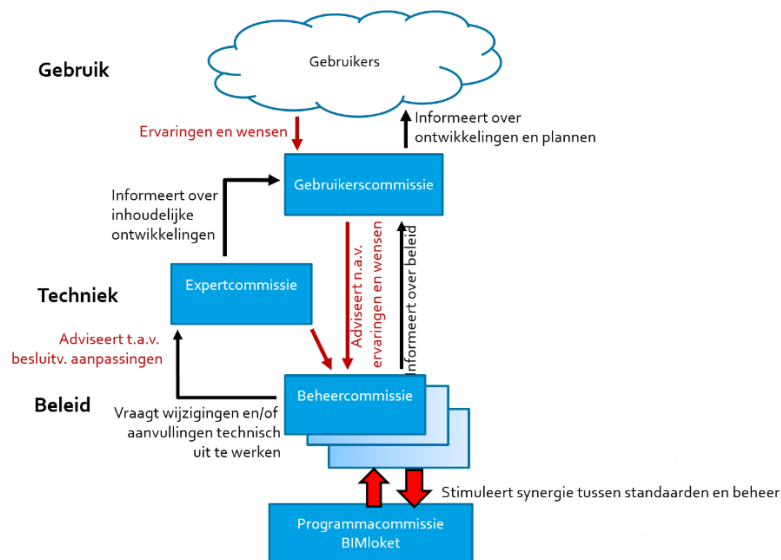 Gebruik
Gebruikers
Ervaringen en wensen
Informeert over
ontwikkelingen en plannen
Gebruikerscommissie
Informeert over
inhoudelijke
ontwikkelingen
Adviseert n.a.v.
ervaringen en wensen
Informeert over beleid
Techniek
Expertcommissie
Adviseert t.a.v.
besluitv. aanpassingen
Beleid
Beheercommissie
Vraagt wijzigingen en/of
aanvullingen technisch
uit te werken
Stimuleert synergie tussen standaarden en beheer
Programmacommissie
BIMloket